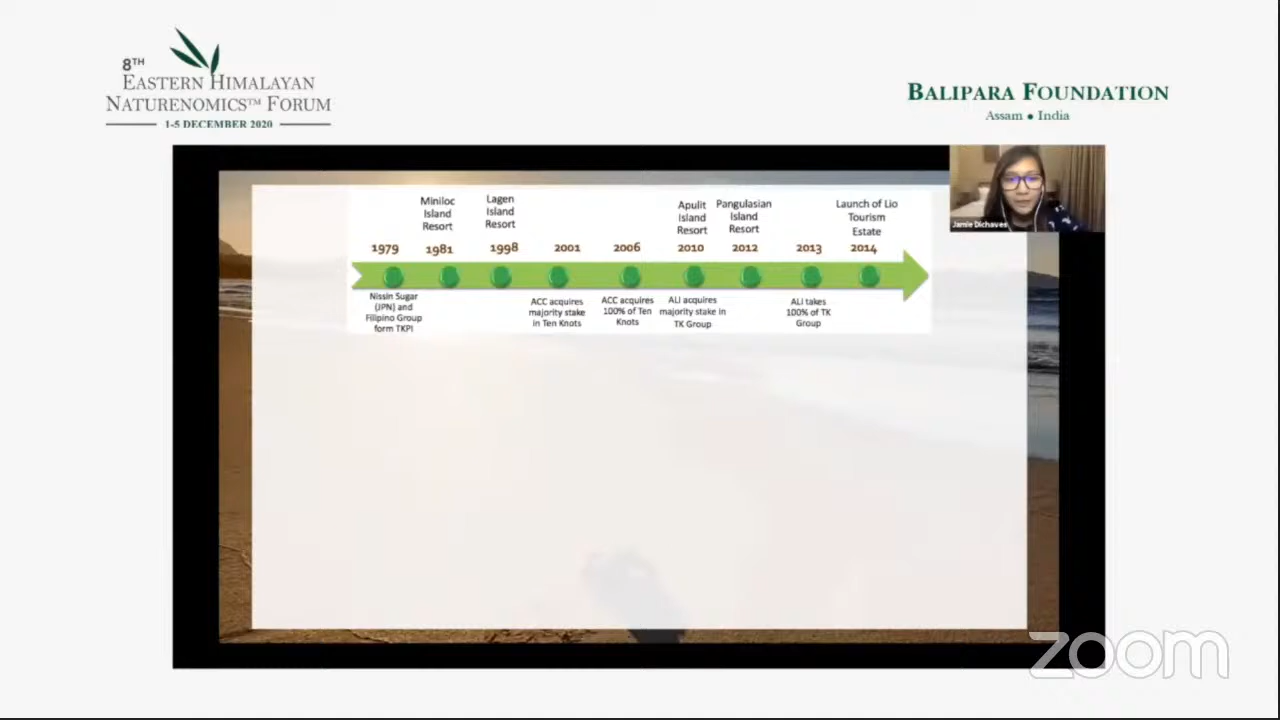 8TH
EASTERN HIMALAYAN
NATURENOMICS™ FORUM
1-5 DECEMBER 2020
BALIPARA FOUNDATION
Assam • India
Jamie Dichaves
Miniloc
Island
Resort
Lagen
Island
Resort
Apulit
Island
Resort
Pangulasian
Island
Resort
Launch of Lio
Tourism
Estate
1979 1981 1998 2001 2006 2010 2012 2013 2014
Nissin Sugar
(JPN) and
Filipino Group
form TKPI
ACC acquires
majority stake
in Ten Knots
ACC acquires
100% of Ten
Knots
ALI acquires
majority stake in
TK Group
ALI takes
100% of TK
Group
zoom